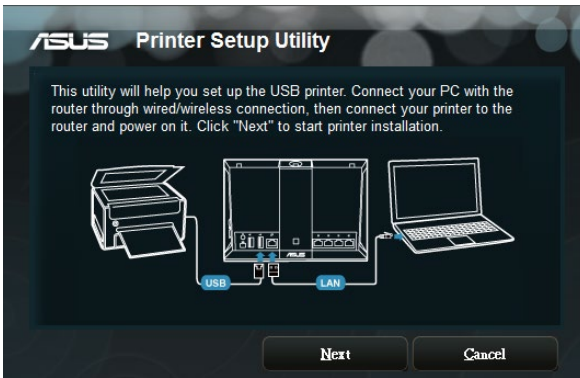 ASUS Printer Setup Utility
This utility will help you set up the USB printer. Connect your PC with the
router through wired/wireless connection, then connect your printer to the
router and power on it. Click "Next" to start printer installation.
ASUS
USB
LAN
Next
Cancel